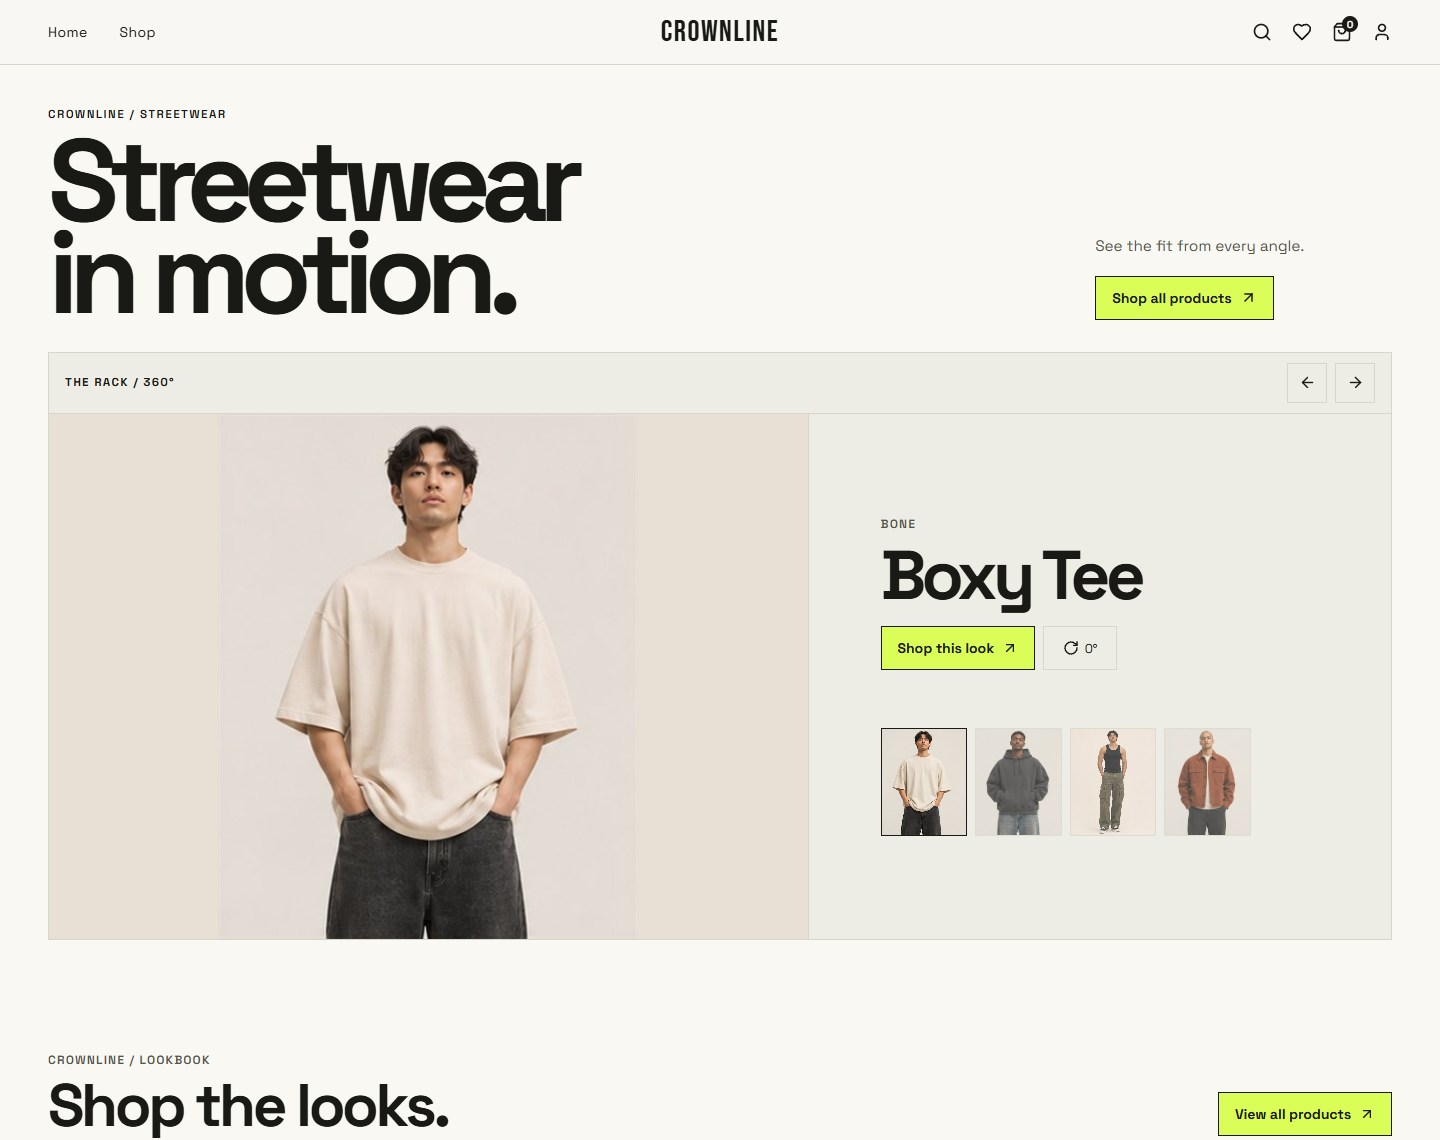 Home
Shop
CROWNLINE
0
CROWNLINE / STREETWEAR
Streetwear
in motion.
See the fit from every angle.
Shop all products
THE RACK / 360°
BONE
Boxy Tee
Shop this look
0°
CROWNLINE / LOOKBOOK
Shop the looks.
View all products